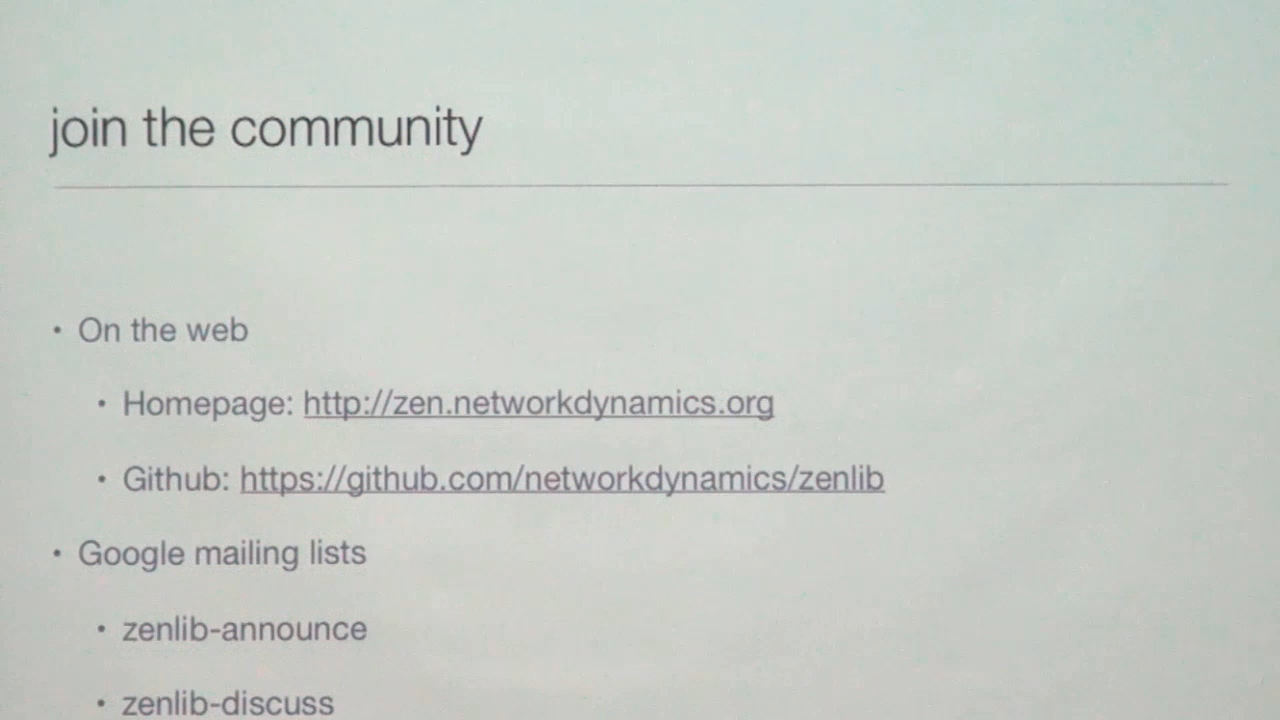 join the community
• On the web
• Homepage: http://zen.networkdynamics.org
• Github: https://github.com/networkdynamics/zenlib
• Google mailing lists
• zenlib-announce
• zenlib-discuss